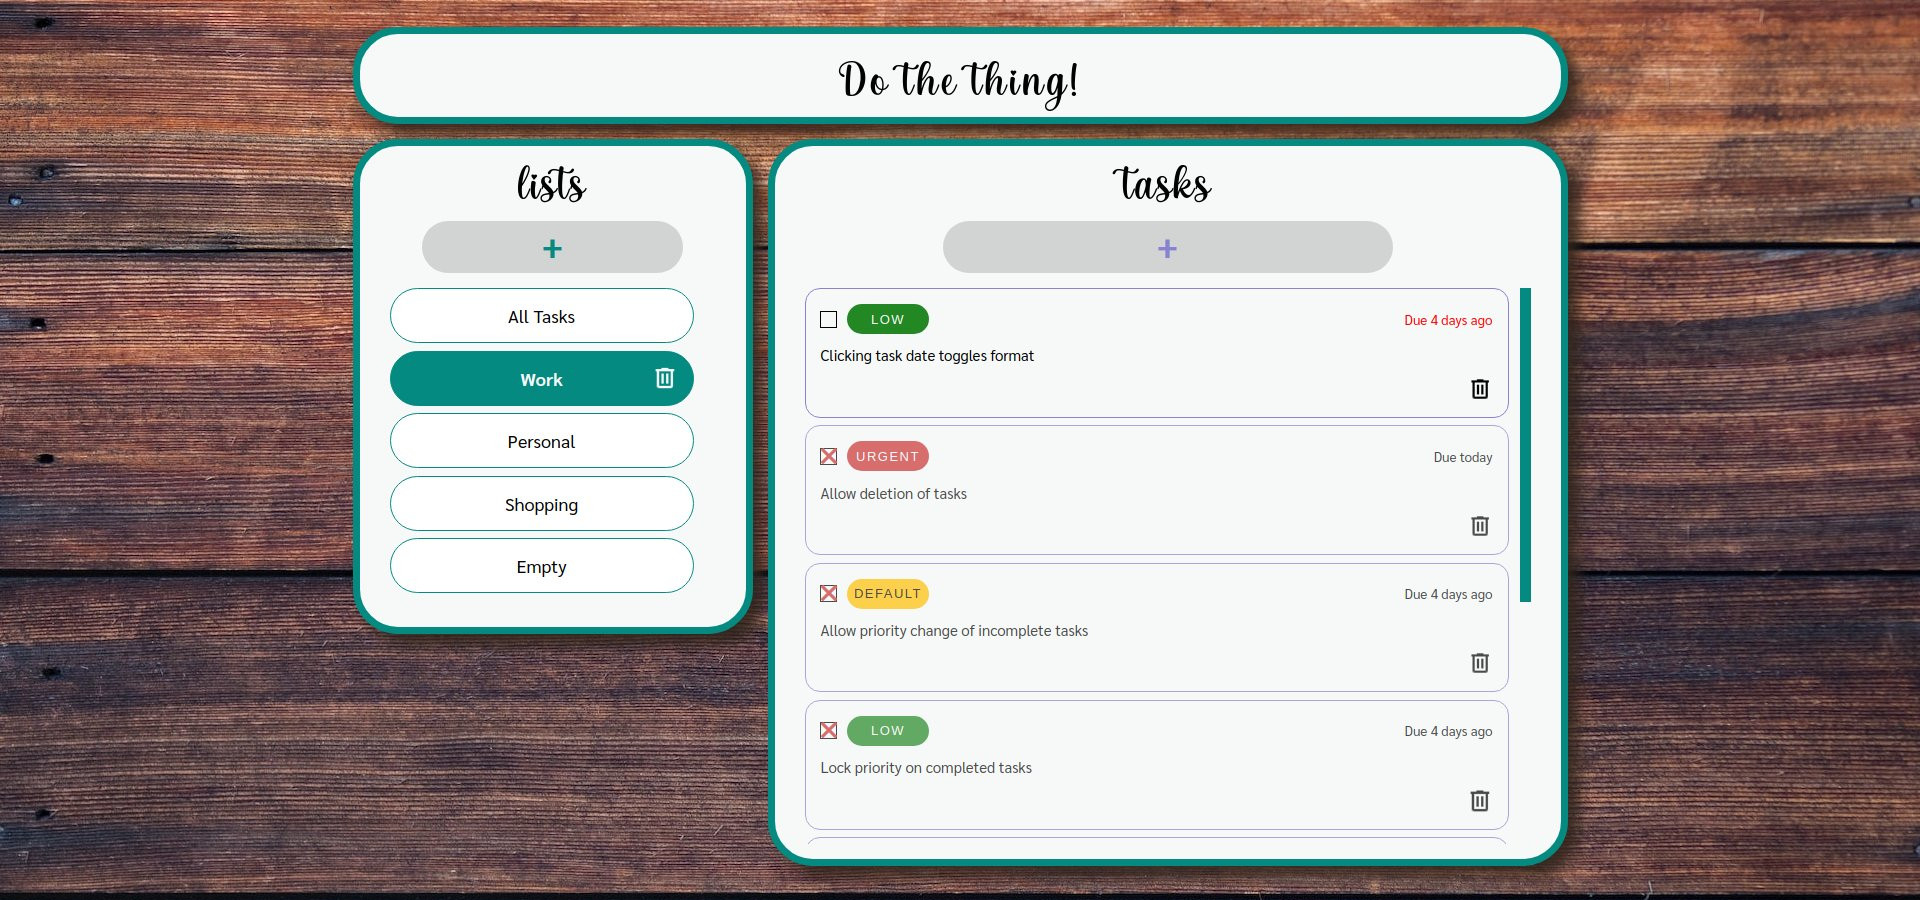 Do the thing!
lists
+
All Tasks
Work
Personal
Shopping
Empty
tasks
+
LOW
Due 4 days ago
Clicking task date toggles format
URGENT
Due today
Allow deletion of tasks
DEFAULT
Due 4 days ago
Allow priority change of incomplete tasks
LOW
Due 4 days ago
Lock priority on completed tasks